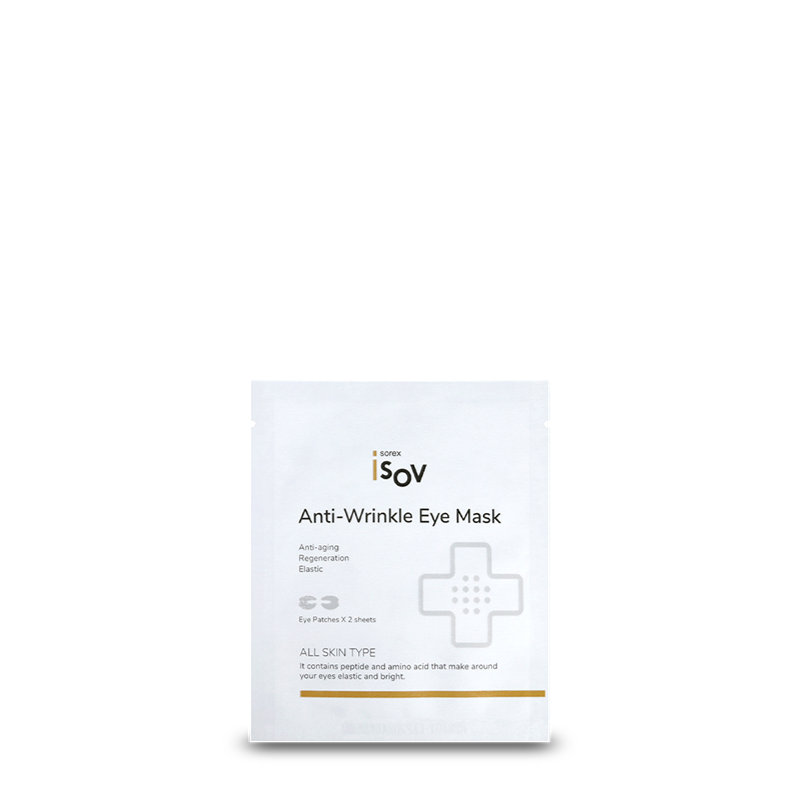 sorex
isov
Anti-Wrinkle Eye Mask
Anti-aging
Regeneration
Elastic
Eye Patches X 2 sheets
ALL SKIN TYPE
It contains peptide and amino acid that make around
your eyes elastic and bright.